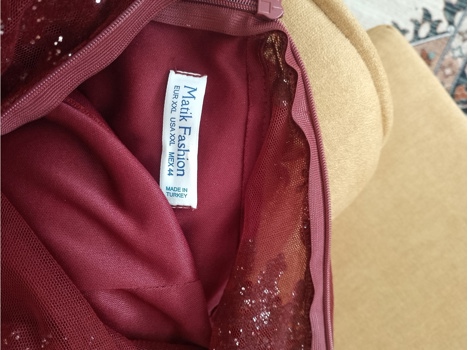 Matik Fashion
EUR XXL USA XXL MEX 44
MADE IN
TURKEY